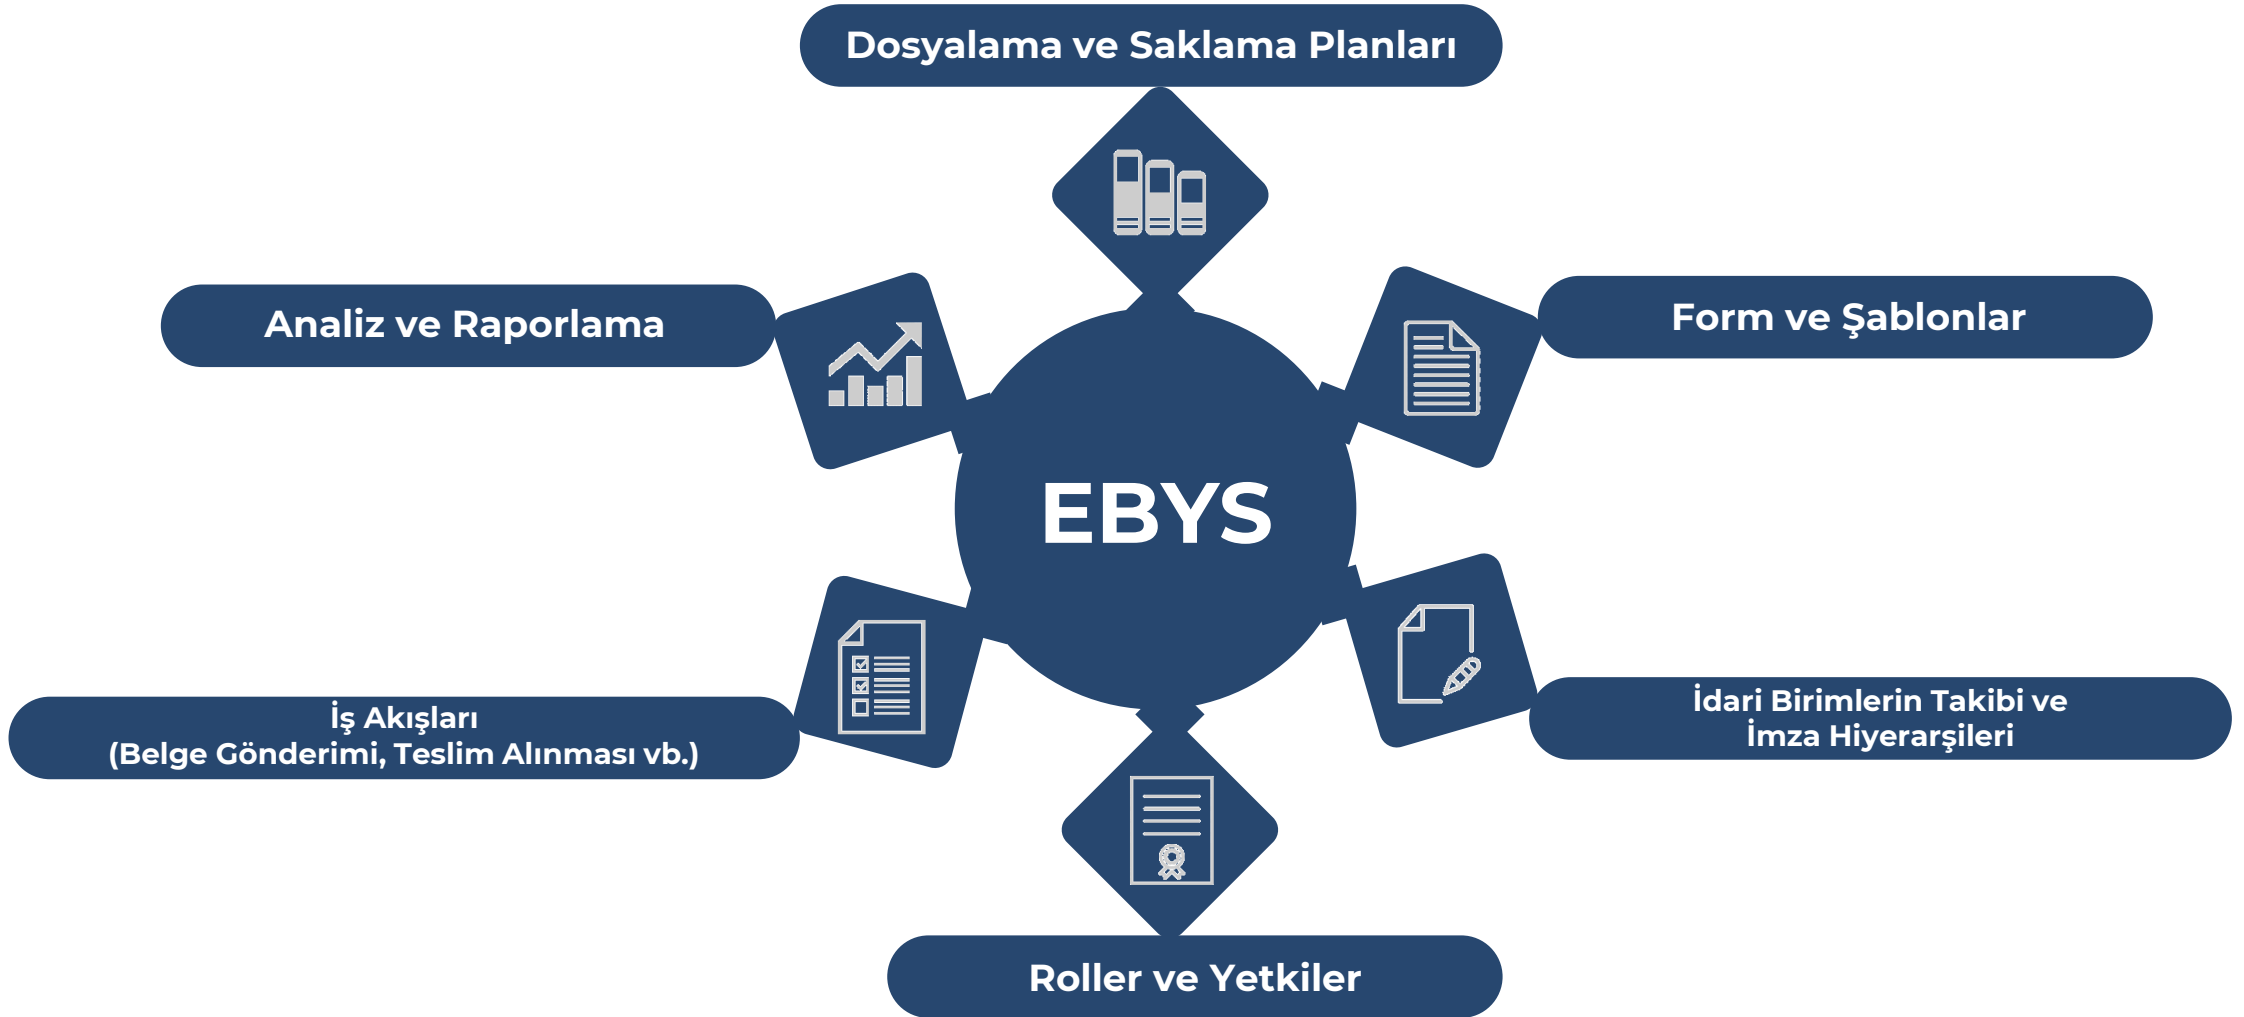 Dosyalama ve Saklama Planları
Analiz ve Raporlama
Form ve Şablonlar
EBYS
İş Akışları
(Belge Gönderimi, Teslim Alınması vb.)
İdari Birimlerin Takibi ve
İmza Hiyerarşileri
Roller ve Yetkiler